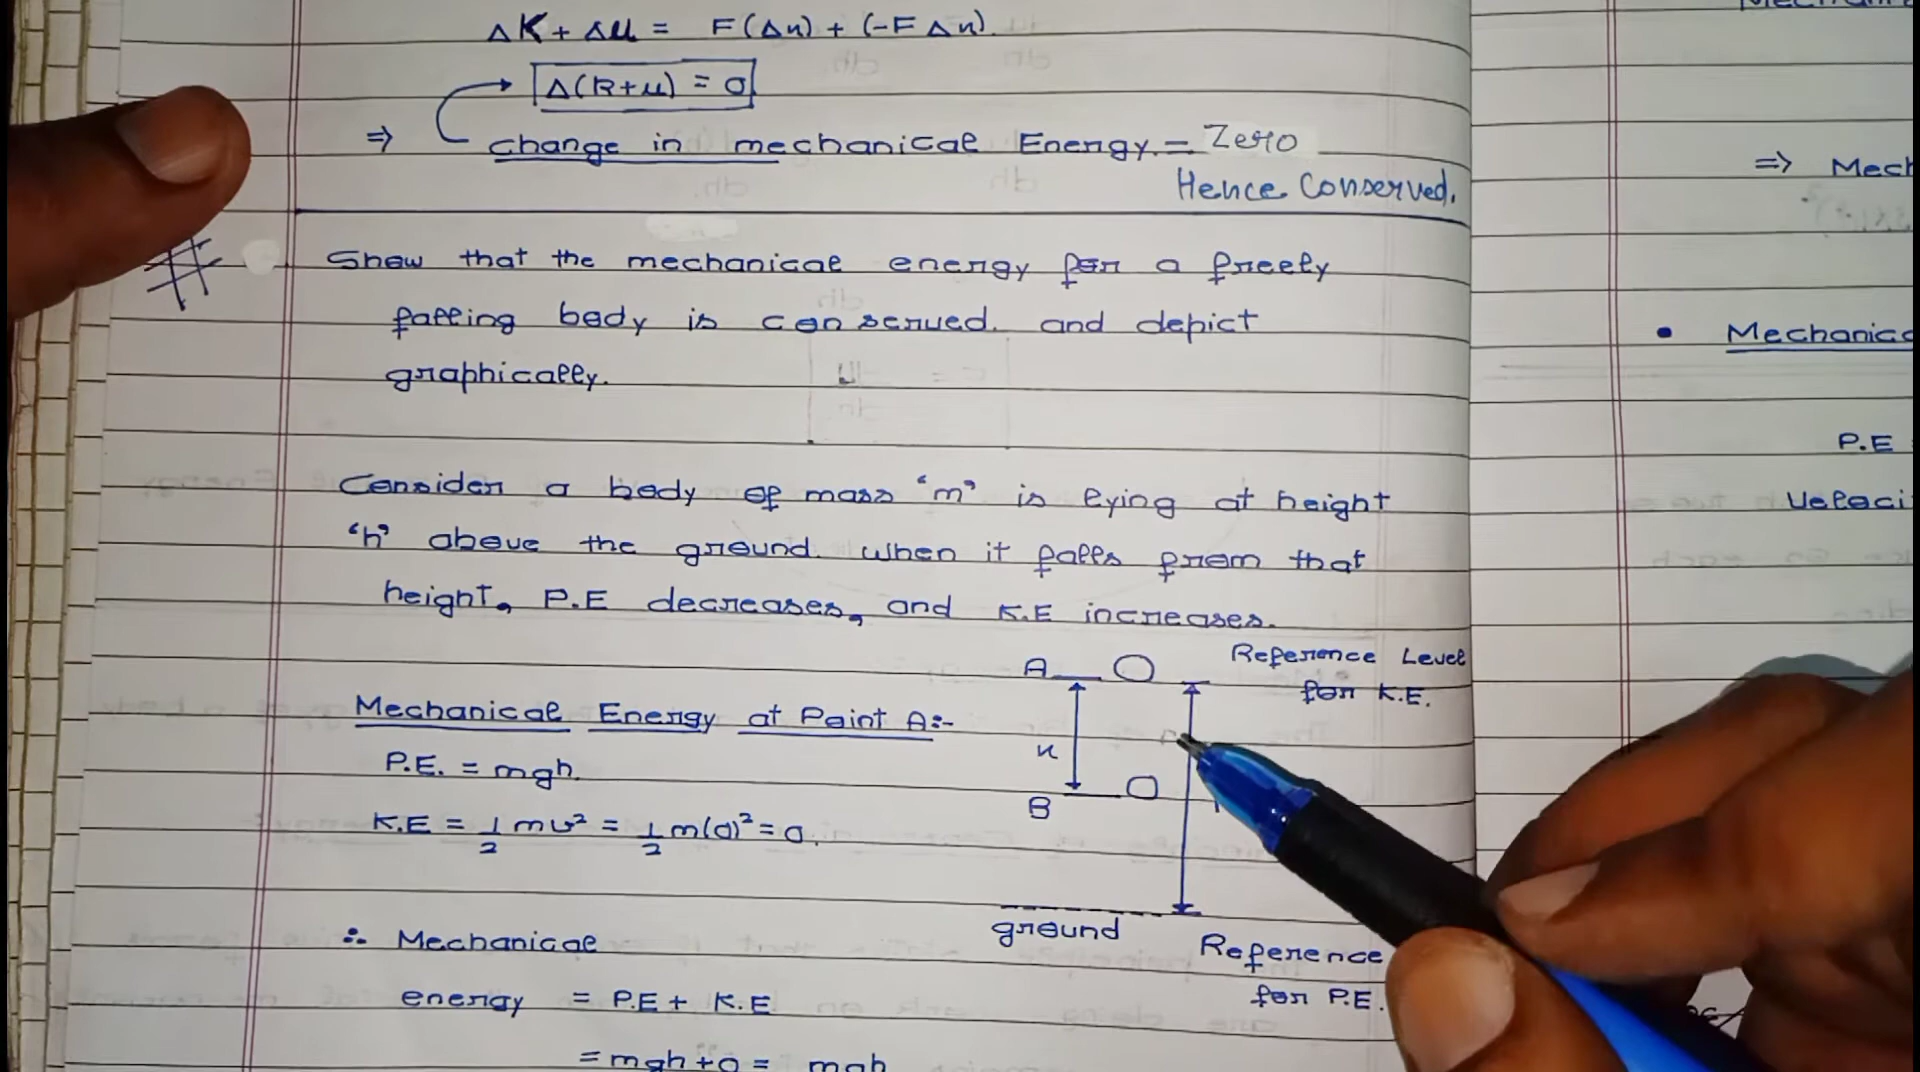 ΔK + ΔU = F(Δx) + (-F Δx).
Δ(K+U) = 0
⇒ change in mechanical Energy. = Zero
Hence Conserved.
# Show that the mechanical energy for a freely
falling body is conserved. and depict
graphically.
Consider a body of mass 'm' is lying at height
'h' above the ground. When it falls from that
height, P.E decreases, and K.E increases.
A
Reference Level
for K.E.
Mechanical Energy at Point A:-
x
P.E. = mgh.
B
K.E = 1/2 mv² = 1/2 m(0)² = 0.
ground
Reference
for P.E.
∴ Mechanical
energy = P.E + K.E
= mgh + 0 = mgh
⇒ Mech
• Mechanic
P.E
Veloci